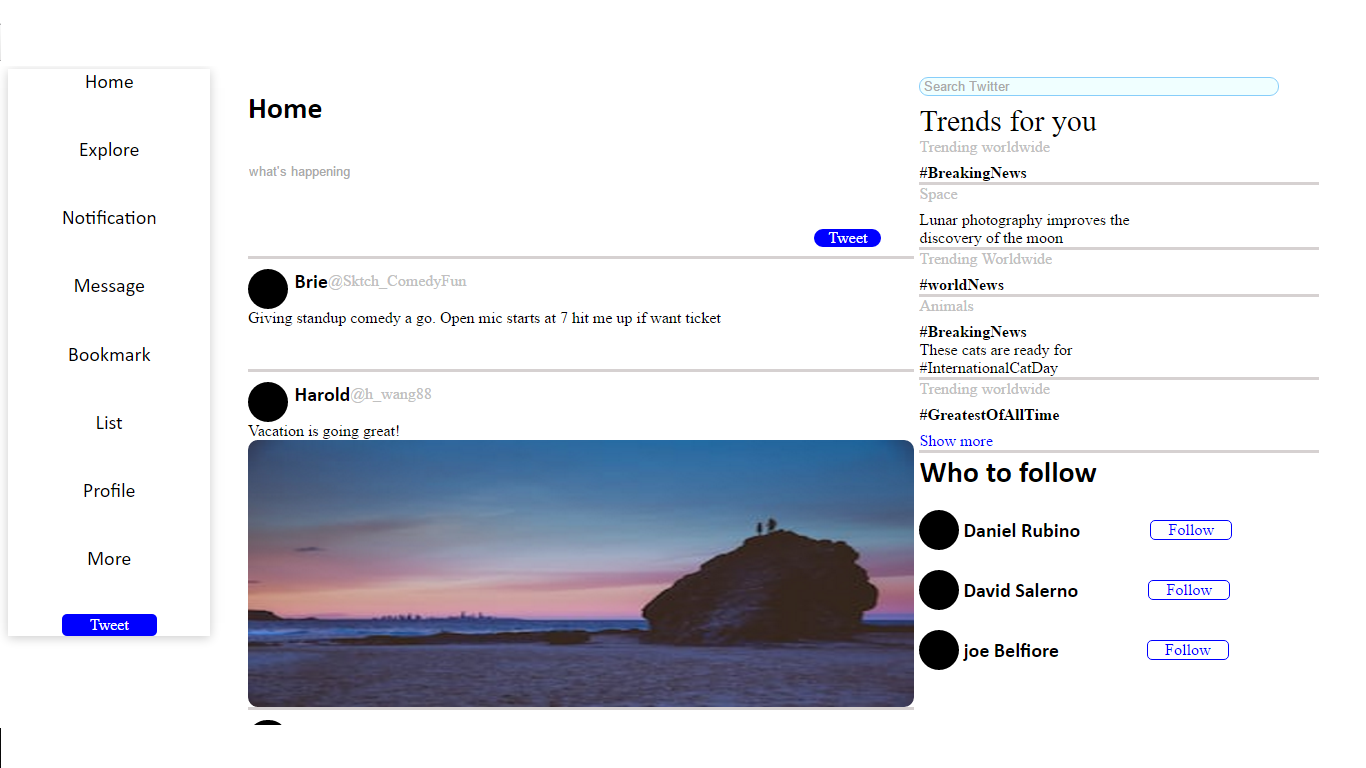 Home
Explore
Notification
Message
Bookmark
List
Profile
More
Tweet
Home
what's happening
Tweet
Brie@Sktch_ComedyFun
Giving standup comedy a go. Open mic starts at 7 hit me up if want ticket
Harold@h_wang88
Vacation is going great!
Search Twitter
Trends for you
Trending worldwide
#BreakingNews
Space
Lunar photography improves the
discovery of the moon
Trending Worldwide
#worldNews
Animals
#BreakingNews
These cats are ready for
#InternationalCatDay
Trending worldwide
#GreatestOfAllTime
Show more
Who to follow
Daniel Rubino Follow
David Salerno Follow
joe Belfiore Follow